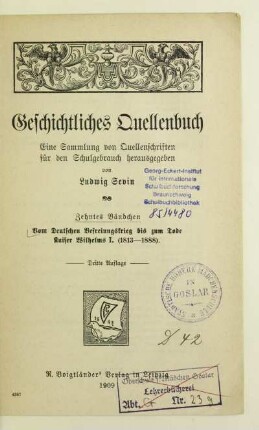 Geschichtliches Quellenbuch
Eine Sammlung von Quellenschriften
für den Schulgebrauch herausgegeben
von
Ludwig Sevin
Georg-Eckert-Institut
für internationale
Schulbuchforschung
Braunschweig
Schulbuchbibliothek
Zehntes Bändchen
85/4480
Vom Deutschen Befreiungskrieg bis zum Tode
Kaiser Wilhelms I. (1813—1888).
Dritte Auflage
IN
GOSLAR
D 42
R. Voigtländer's Verlag in Leipzig
1909
Lehrerbücherei
Abt. Nr. 23 a